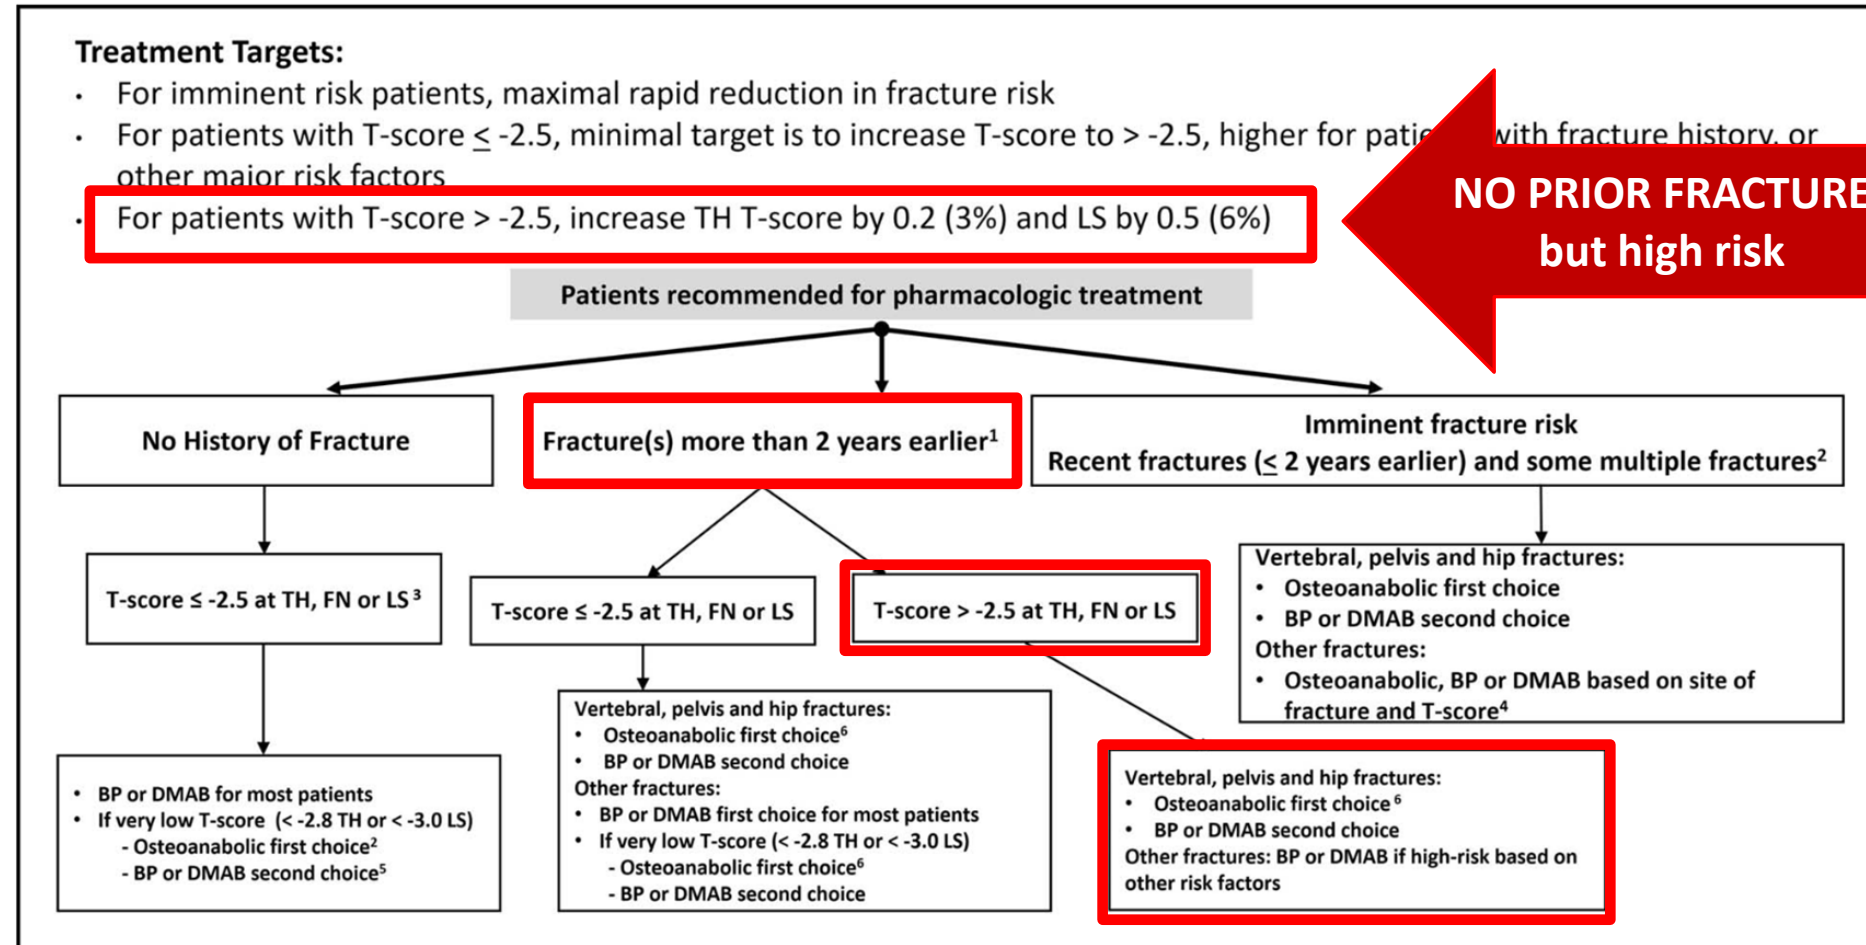 Treatment Targets:
• For imminent risk patients, maximal rapid reduction in fracture risk
• For patients with T-score ≤ -2.5, minimal target is to increase T-score to > -2.5, higher for with fracture history, or
other major risk factors
• For patients with T-score > -2.5, increase TH T-score by 0.2 (3%) and LS by 0.5 (6%)
NO PRIOR FRACTURE
but high risk
Patients recommended for pharmacologic treatment
No History of Fracture
Fracture(s) more than 2 years earlier¹
Imminent fracture risk
Recent fractures (≤ 2 years earlier) and some multiple fractures²
T-score ≤ -2.5 at TH, FN or LS³
T-score ≤ -2.5 at TH, FN or LS
T-score > -2.5 at TH, FN or LS
Vertebral, pelvis and hip fractures:
• Osteoanabolic first choice
• BP or DMAB second choice
Other fractures:
• Osteoanabolic, BP or DMAB based on site of
fracture and T-score⁴
• BP or DMAB for most patients
• If very low T-score (< -2.8 TH or < -3.0 LS)
- Osteoanabolic first choice²
- BP or DMAB second choice⁵
Vertebral, pelvis and hip fractures:
• Osteoanabolic first choice⁶
• BP or DMAB second choice
Other fractures:
• BP or DMAB first choice for most patients
• If very low T-score (< -2.8 TH or < -3.0 LS)
- Osteoanabolic first choice⁶
- BP or DMAB second choice
Vertebral, pelvis and hip fractures:
• Osteoanabolic first choice⁶
• BP or DMAB second choice
Other fractures: BP or DMAB if high-risk based on
other risk factors